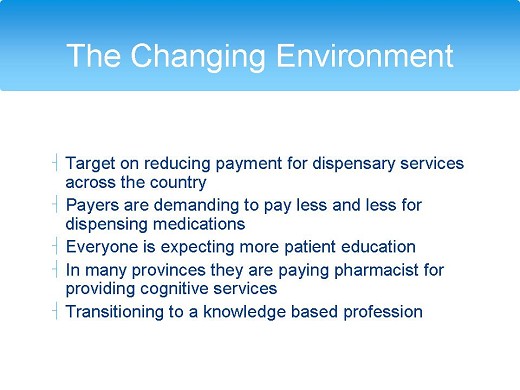 The Changing Environment
Target on reducing payment for dispensary services
across the country
Payers are demanding to pay less and less for
dispensing medications
Everyone is expecting more patient education
In many provinces they are paying pharmacist for
providing cognitive services
Transitioning to a knowledge based profession